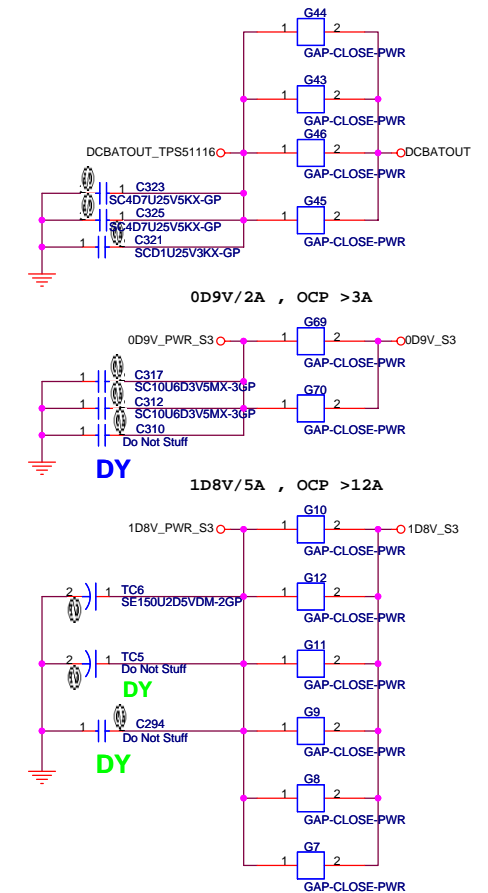 G44
1 2
GAP-CLOSE-PWR
G43
1 2
GAP-CLOSE-PWR
G46
DCBATOUT_TPS51116 1 2 DCBATOUT
GAP-CLOSE-PWR
1 C323
SC4D7U25V5KX-GP
G45
1 C325 1 2
SC4D7U25V5KX-GP
GAP-CLOSE-PWR
1 C321
SCD1U25V3KX-GP
0D9V/2A , OCP >3A
G69
0D9V_PWR_S3 1 2 0D9V_S3
GAP-CLOSE-PWR
1 C317
SC10U6D3V5MX-3GP
G70
1 C312 1 2
SC10U6D3V5MX-3GP
GAP-CLOSE-PWR
1 C310
Do Not Stuff
DY
1D8V/5A , OCP >12A
G10
1D8V_PWR_S3 1 2 1D8V_S3
GAP-CLOSE-PWR
G12
2 1 TC6 1 2
SE150U2D5VDM-2GP
GAP-CLOSE-PWR
G11
2 1 TC5 1 2
Do Not Stuff
GAP-CLOSE-PWR
DY
G9
1 C294 1 2
Do Not Stuff
GAP-CLOSE-PWR
DY
G8
1 2
GAP-CLOSE-PWR
G7
1 2
GAP-CLOSE-PWR